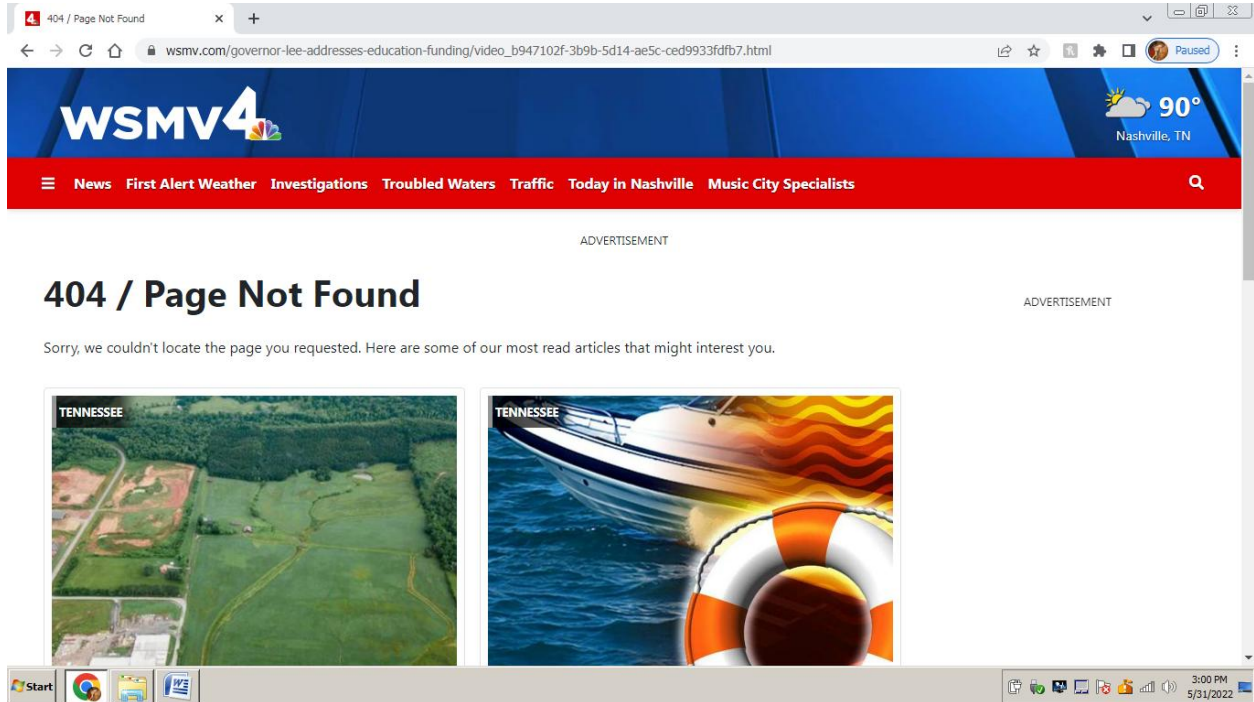 404 / Page Not Found
wsmv.com/governor-lee-addresses-education-funding/video_b947102f-3b9b-5d14-ae5c-ced9933fdfb7.html
Paused
WSMV4
90°
Nashville, TN
News First Alert Weather Investigations Troubled Waters Traffic Today in Nashville Music City Specialists
ADVERTISEMENT
404 / Page Not Found
ADVERTISEMENT
Sorry, we couldn't locate the page you requested. Here are some of our most read articles that might interest you.
TENNESSEE
TENNESSEE
Start
3:00 PM
5/31/2022